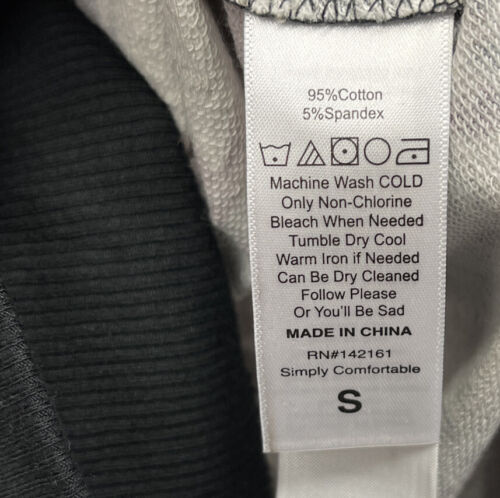 95%Cotton
5%Spandex
Machine Wash COLD
Only Non-Chlorine
Bleach When Needed
Tumble Dry Cool
Warm Iron if Needed
Can Be Dry Cleaned
Follow Please
Or You'll Be Sad
MADE IN CHINA
RN#142161
Simply Comfortable
S